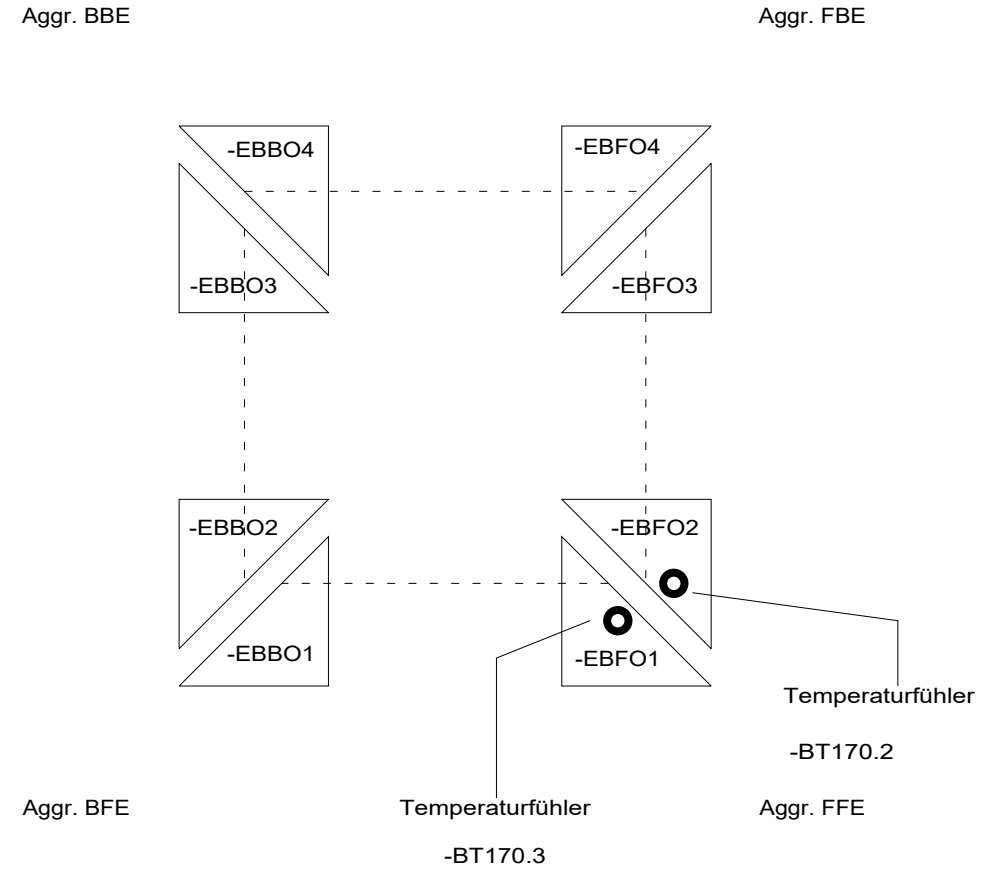 Aggr. BBE
Aggr. FBE
-EBBO4
-EBFO4
-EBBO3
-EBFO3
-EBBO2
-EBFO2
-EBBO1
-EBFO1
Temperaturfühler
-BT170.2
Aggr. BFE
Temperaturfühler
Aggr. FFE
-BT170.3